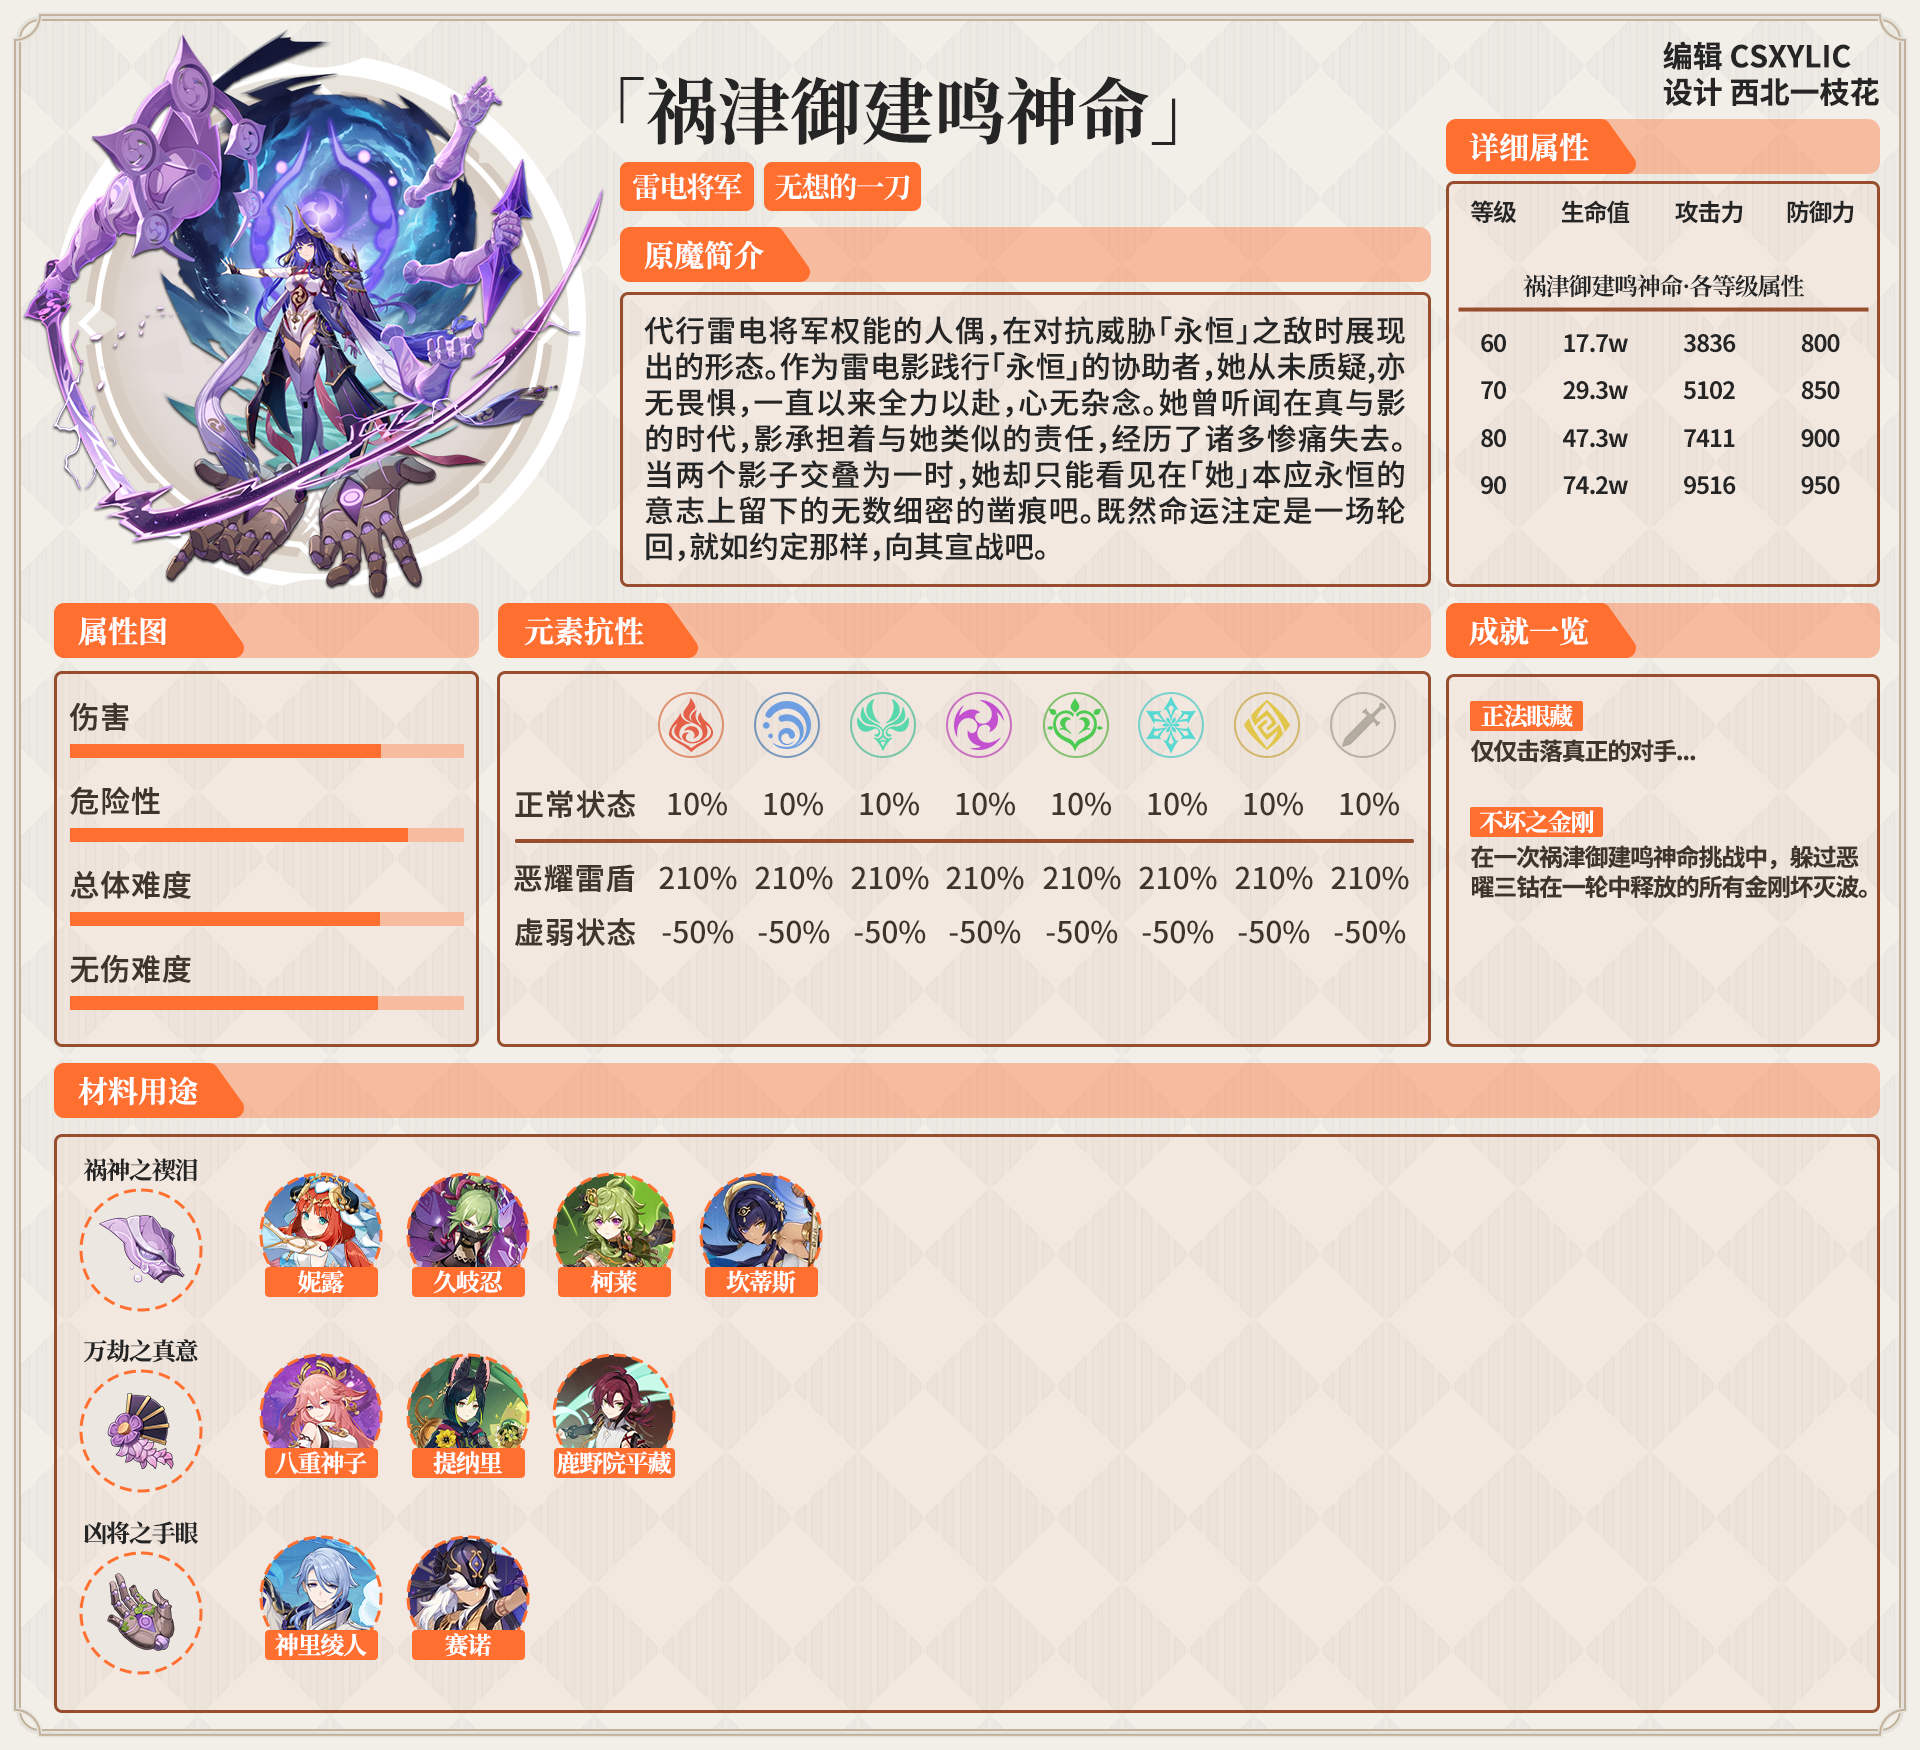 编辑 CSXYLIC
设计 西北一枝花
「祸津御建鸣神命」
雷电将军 无想的一刀
原魔简介
代行雷电将军权能的人偶,在对抗威胁「永恒」之敌时展现
出的形态。作为雷电影践行「永恒」的协助者,她从未质疑,亦
无畏惧,一直以来全力以赴,心无杂念。她曾听闻在真与影
的时代,影承担着与她类似的责任,经历了诸多惨痛失去。
当两个影子交叠为一时,她却只能看见在「她」本应永恒的
意志上留下的无数细密的凿痕吧。既然命运注定是一场轮
回,就如约定那样,向其宣战吧。
详细属性
等级 生命值 攻击力 防御力
祸津御建鸣神命·各等级属性
60 17.7w 3836 800
70 29.3w 5102 850
80 47.3w 7411 900
90 74.2w 9516 950
属性图
伤害
危险性
总体难度
无伤难度
元素抗性
正常状态 10% 10% 10% 10% 10% 10% 10% 10%
恶耀雷盾 210% 210% 210% 210% 210% 210% 210% 210%
虚弱状态 -50% -50% -50% -50% -50% -50% -50% -50%
成就一览
正法眼藏
仅仅击落真正的对手...
不坏之金刚
在一次祸津御建鸣神命挑战中，躲过恶
曜三钴在一轮中释放的所有金刚坏灭波。
材料用途
祸神之禊泪
妮露 久岐忍 柯莱 坎蒂斯
万劫之真意
八重神子 提纳里 鹿野院平藏
凶将之手眼
神里绫人 赛诺